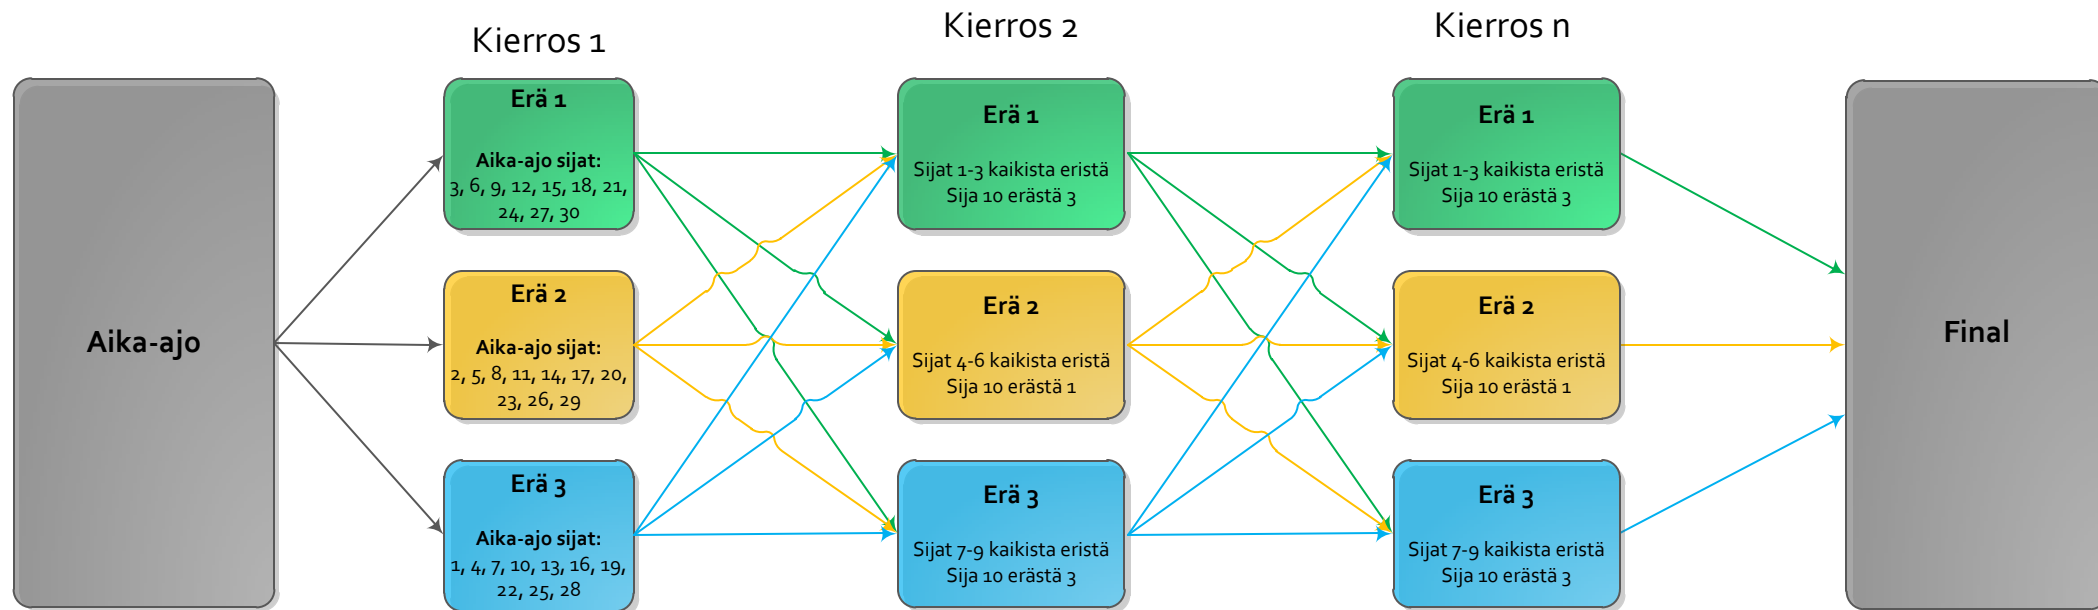 Kierros 1
Kierros 2
Kierros n
Aika-ajo
Erä 1
Aika-ajo sijat:
3, 6, 9, 12, 15, 18, 21,
24, 27, 30
Erä 2
Aika-ajo sijat:
2, 5, 8, 11, 14, 17, 20,
23, 26, 29
Erä 3
Aika-ajo sijat:
1, 4, 7, 10, 13, 16, 19,
22, 25, 28
Erä 1
Sijat 1-3 kaikista eristä
Sija 10 erästä 3
Erä 2
Sijat 4-6 kaikista eristä
Sija 10 erästä 1
Erä 3
Sijat 7-9 kaikista eristä
Sija 10 erästä 3
Erä 1
Sijat 1-3 kaikista eristä
Sija 10 erästä 3
Erä 2
Sijat 4-6 kaikista eristä
Sija 10 erästä 1
Erä 3
Sijat 7-9 kaikista eristä
Sija 10 erästä 3
Final